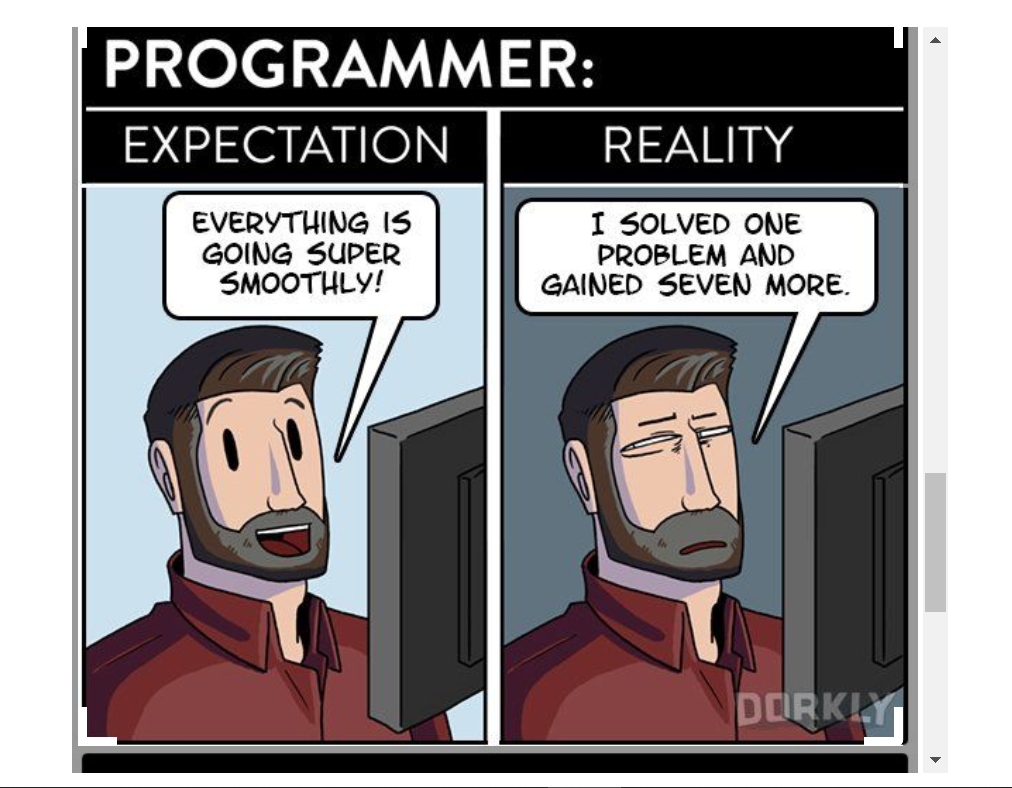 PROGRAMMER:
EXPECTATION
REALITY
EVERYTHING IS
GOING SUPER
SMOOTHLY!
I SOLVED ONE
PROBLEM AND
GAINED SEVEN MORE.
DORKLY